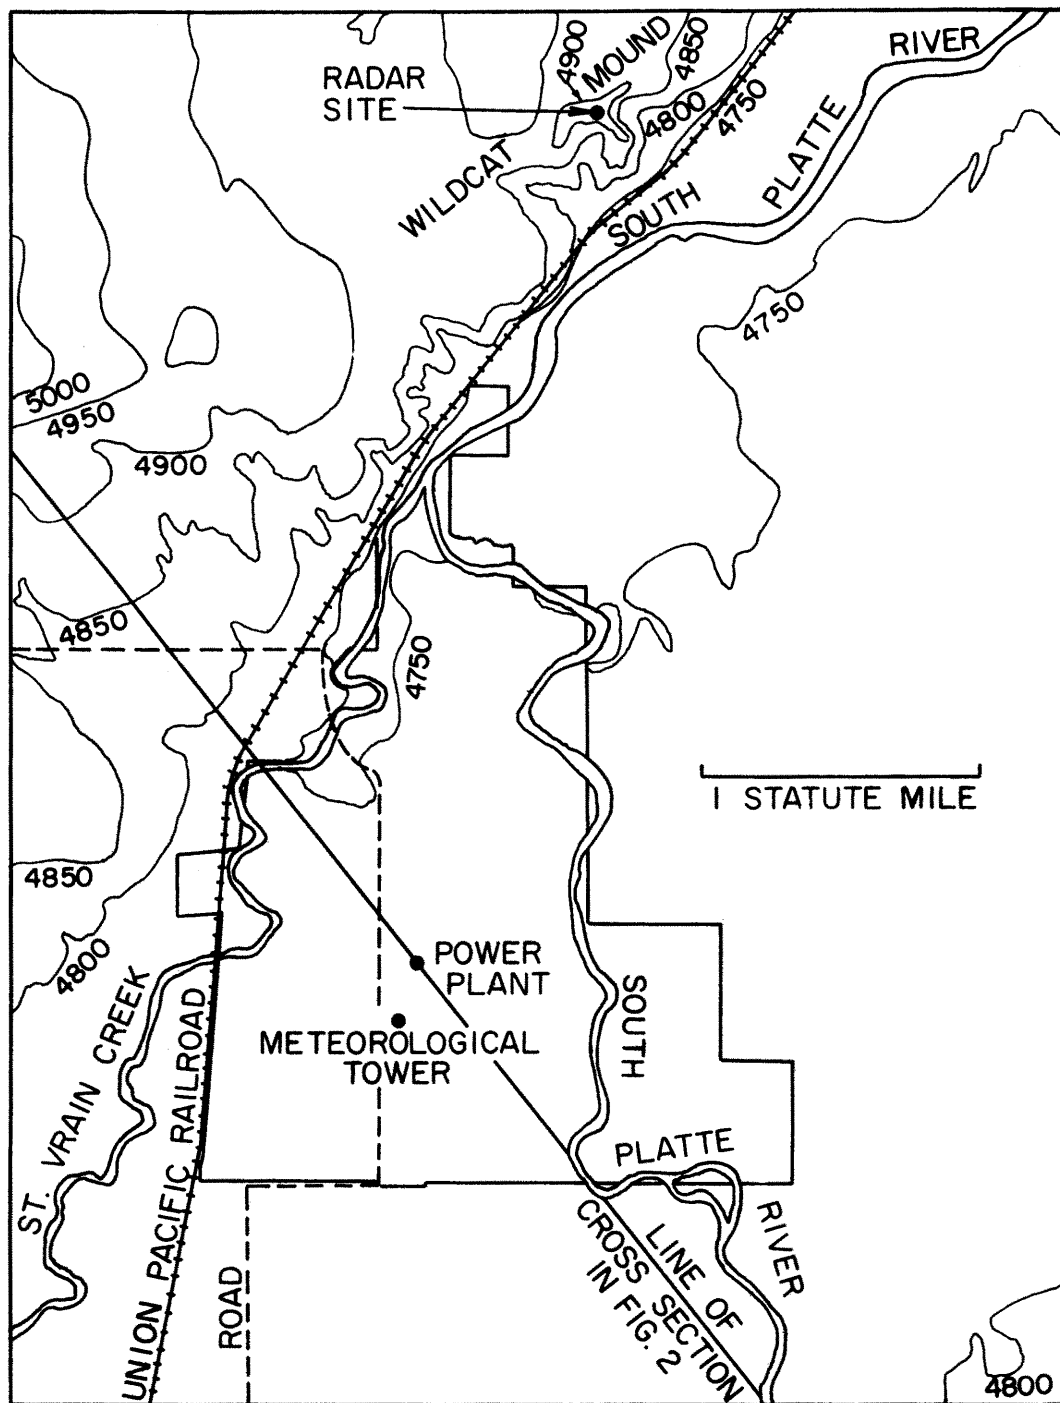 RIVER
PLATTE
SOUTH
4900
MOUND
4850
RADAR
SITE
4800
4750
WILDCAT
4750
5000
4950
4900
4850
4750
1 STATUTE MILE
4850
4800
POWER
PLANT
METEOROLOGICAL
TOWER
SOUTH
PLATTE
RIVER
ST. VRAIN CREEK
UNION PACIFIC RAILROAD
ROAD
LINE OF
CROSS SECTION
IN FIG. 2
4800